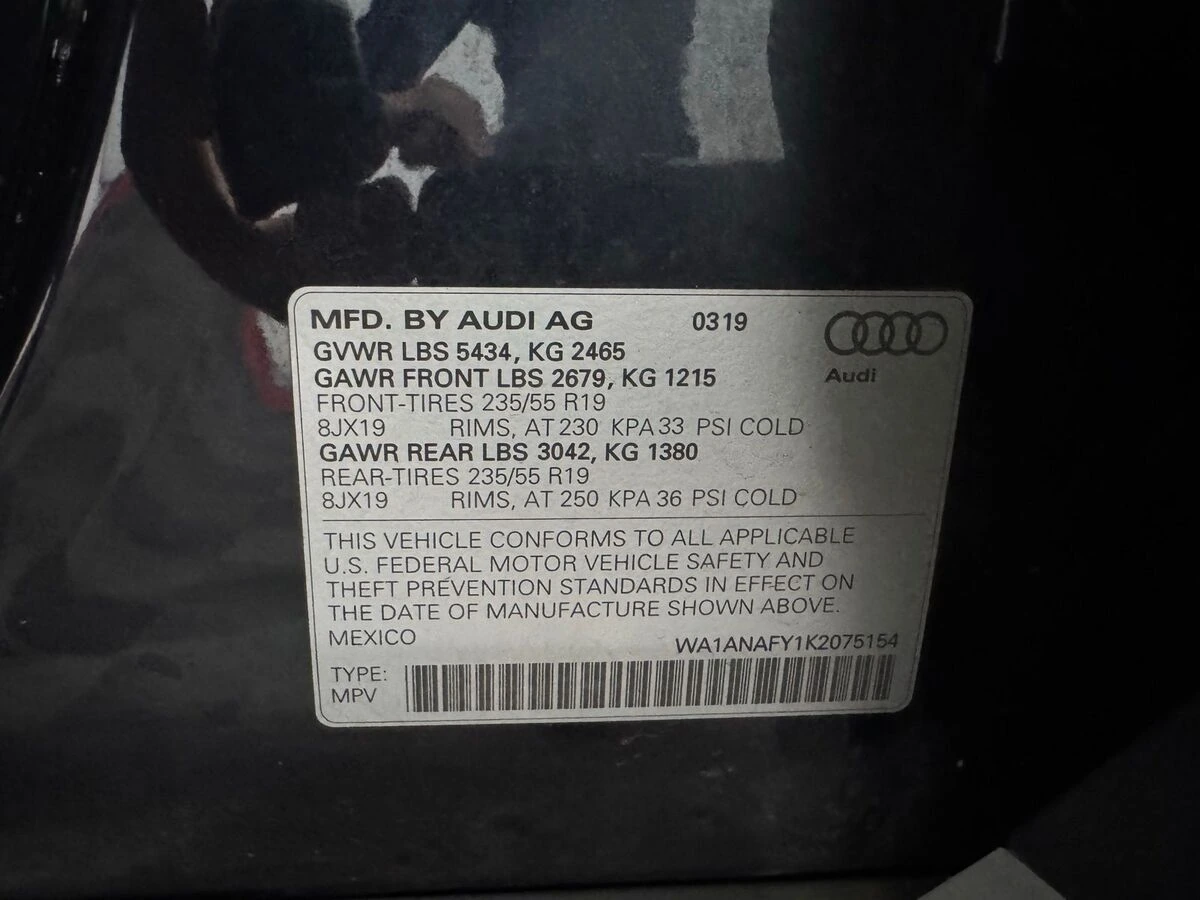 MFD. BY AUDI AG 0319
GVWR LBS 5434, KG 2465
GAWR FRONT LBS 2679, KG 1215
Audi
FRONT-TIRES 235/55 R19
8JX19 RIMS, AT 230 KPA 33 PSI COLD
GAWR REAR LBS 3042, KG 1380
REAR-TIRES 235/55 R19
8JX19 RIMS, AT 250 KPA 36 PSI COLD
THIS VEHICLE CONFORMS TO ALL APPLICABLE
U.S. FEDERAL MOTOR VEHICLE SAFETY AND
THEFT PREVENTION STANDARDS IN EFFECT ON
THE DATE OF MANUFACTURE SHOWN ABOVE.
MEXICO WA1ANAFY1K2075154
TYPE:
MPV